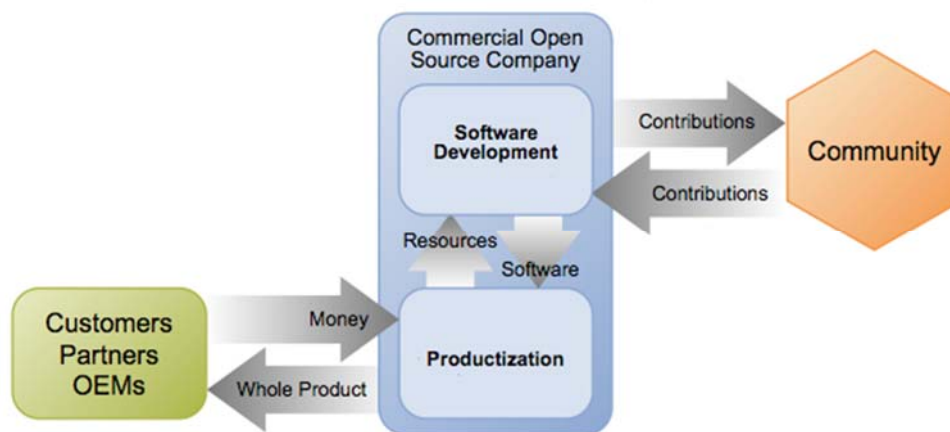 Commercial Open
Source Company
Software
Development
Contributions
Community
Contributions
Resources
Software
Customers
Partners
OEMs
Money
Productization
Whole Product